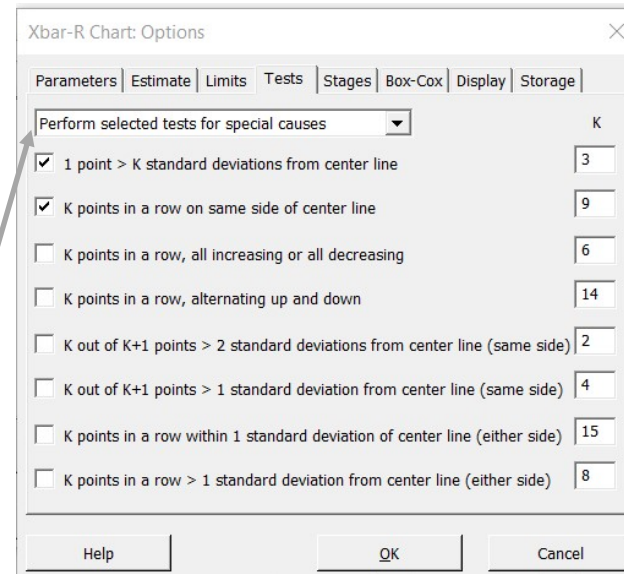 Xbar-R Chart: Options
Parameters Estimate Limits Tests Stages Box-Cox Display Storage
Perform selected tests for special causes K
1 point > K standard deviations from center line 3
K points in a row on same side of center line 9
K points in a row, all increasing or all decreasing 6
K points in a row, alternating up and down 14
K out of K+1 points > 2 standard deviations from center line (same side) 2
K out of K+1 points > 1 standard deviation from center line (same side) 4
K points in a row within 1 standard deviation of center line (either side) 15
K points in a row > 1 standard deviation from center line (either side) 8
Help OK Cancel